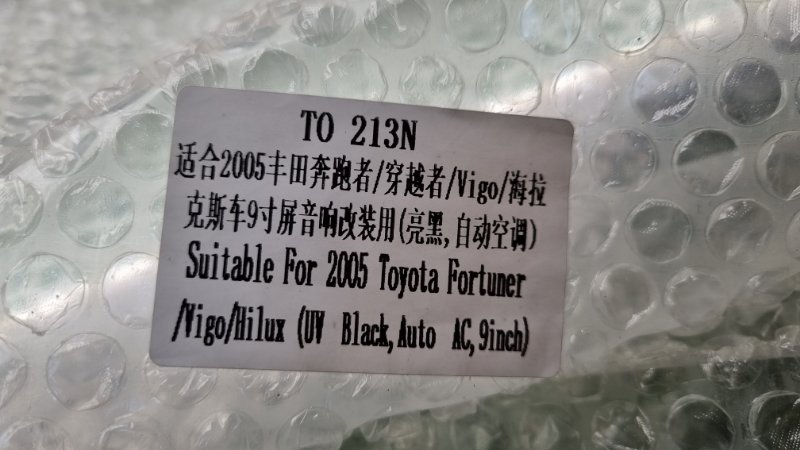 TO 213N
适合2005丰田奔跑者/穿越者/Vigo/海拉
克斯车9寸屏音响改装用(亮黑,自动空调)
Suitable For 2005 Toyota Fortuner
/Vigo/Hilux (UV Black,Auto AC,9inch)